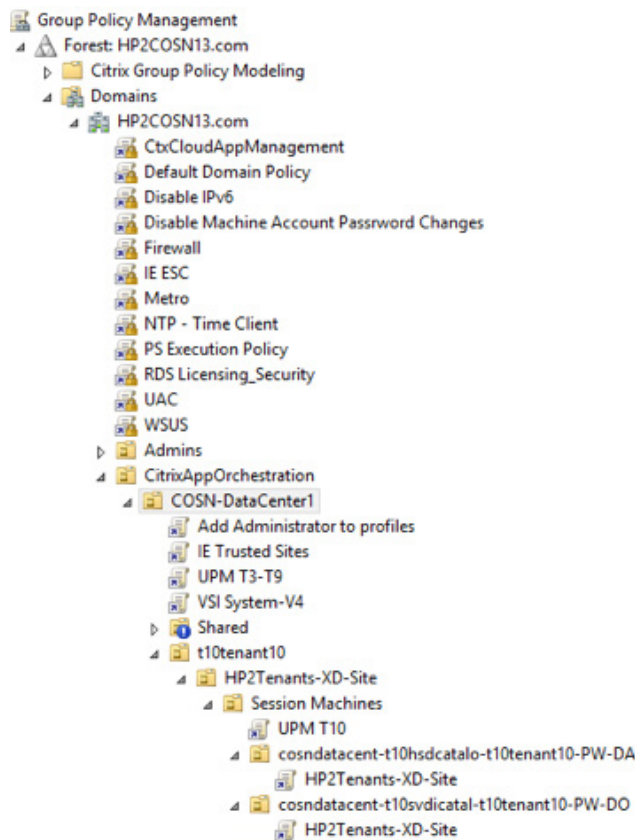 Group Policy Management
Forest: HP2COSN13.com
Citrix Group Policy Modeling
Domains
HP2COSN13.com
CtxCloudAppManagement
Default Domain Policy
Disable IPv6
Disable Machine Account Passrword Changes
Firewall
IE ESC
Metro
NTP - Time Client
PS Execution Policy
RDS Licensing_Security
UAC
WSUS
Admins
CitrixAppOrchestration
COSN-DataCenter1
Add Administrator to profiles
IE Trusted Sites
UPM T3-T9
VSI System-V4
Shared
t10tenant10
HP2Tenants-XD-Site
Session Machines
UPM T10
cosndatacent-t10hsdcatalo-t10tenant10-PW-DA
HP2Tenants-XD-Site
cosndatacent-t10svdicatal-t10tenant10-PW-DO
HP2Tenants-XD-Site